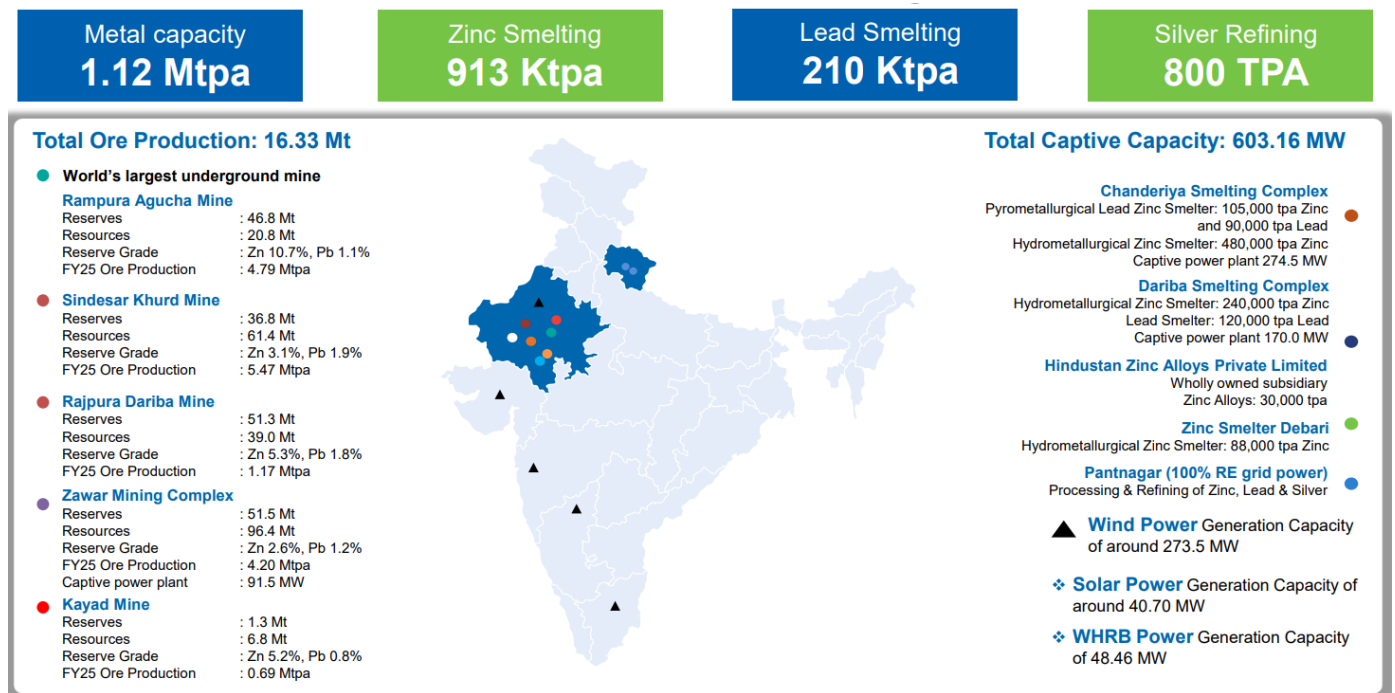 Metal capacity
1.12 Mtpa
Zinc Smelting
913 Ktpa
Lead Smelting
210 Ktpa
Silver Refining
800 TPA
Total Ore Production: 16.33 Mt
World's largest underground mine
Rampura Agucha Mine
Reserves : 46.8 Mt
Resources : 20.8 Mt
Reserve Grade : Zn 10.7%, Pb 1.1%
FY25 Ore Production : 4.79 Mtpa
Sindesar Khurd Mine
Reserves : 36.8 Mt
Resources : 61.4 Mt
Reserve Grade : Zn 3.1%, Pb 1.9%
FY25 Ore Production : 5.47 Mtpa
Rajpura Dariba Mine
Reserves : 51.3 Mt
Resources : 39.0 Mt
Reserve Grade : Zn 5.3%, Pb 1.8%
FY25 Ore Production : 1.17 Mtpa
Zawar Mining Complex
Reserves : 51.5 Mt
Resources : 96.4 Mt
Reserve Grade : Zn 2.6%, Pb 1.2%
FY25 Ore Production : 4.20 Mtpa
Captive power plant : 91.5 MW
Kayad Mine
Reserves : 1.3 Mt
Resources : 6.8 Mt
Reserve Grade : Zn 5.2%, Pb 0.8%
FY25 Ore Production : 0.69 Mtpa
Total Captive Capacity: 603.16 MW
Chanderiya Smelting Complex
Pyrometallurgical Lead Zinc Smelter: 105,000 tpa Zinc
and 90,000 tpa Lead
Hydrometallurgical Zinc Smelter: 480,000 tpa Zinc
Captive power plant 274.5 MW
Dariba Smelting Complex
Hydrometallurgical Zinc Smelter: 240,000 tpa Zinc
Lead Smelter: 120,000 tpa Lead
Captive power plant 170.0 MW
Hindustan Zinc Alloys Private Limited
Wholly owned subsidiary
Zinc Alloys: 30,000 tpa
Zinc Smelter Debari
Hydrometallurgical Zinc Smelter: 88,000 tpa Zinc
Pantnagar (100% RE grid power)
Processing & Refining of Zinc, Lead & Silver
Wind Power Generation Capacity
of around 273.5 MW
Solar Power Generation Capacity of
around 40.70 MW
WHRB Power Generation Capacity
of 48.46 MW